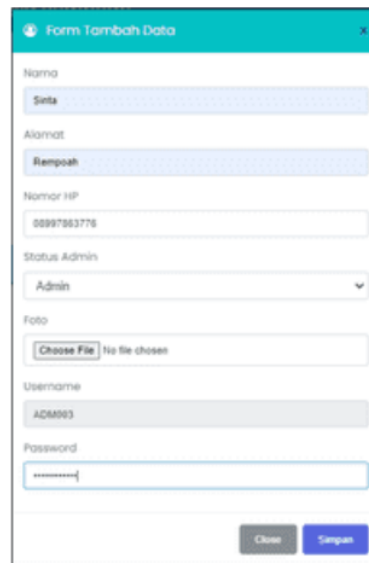 Form Tambah Data
×
Nama
Sinta
Alamat
Rempoah
Nomor HP
08997863776
Status Admin
Admin
Foto
Choose File No file chosen
Username
ADM003
Password
Close Simpan